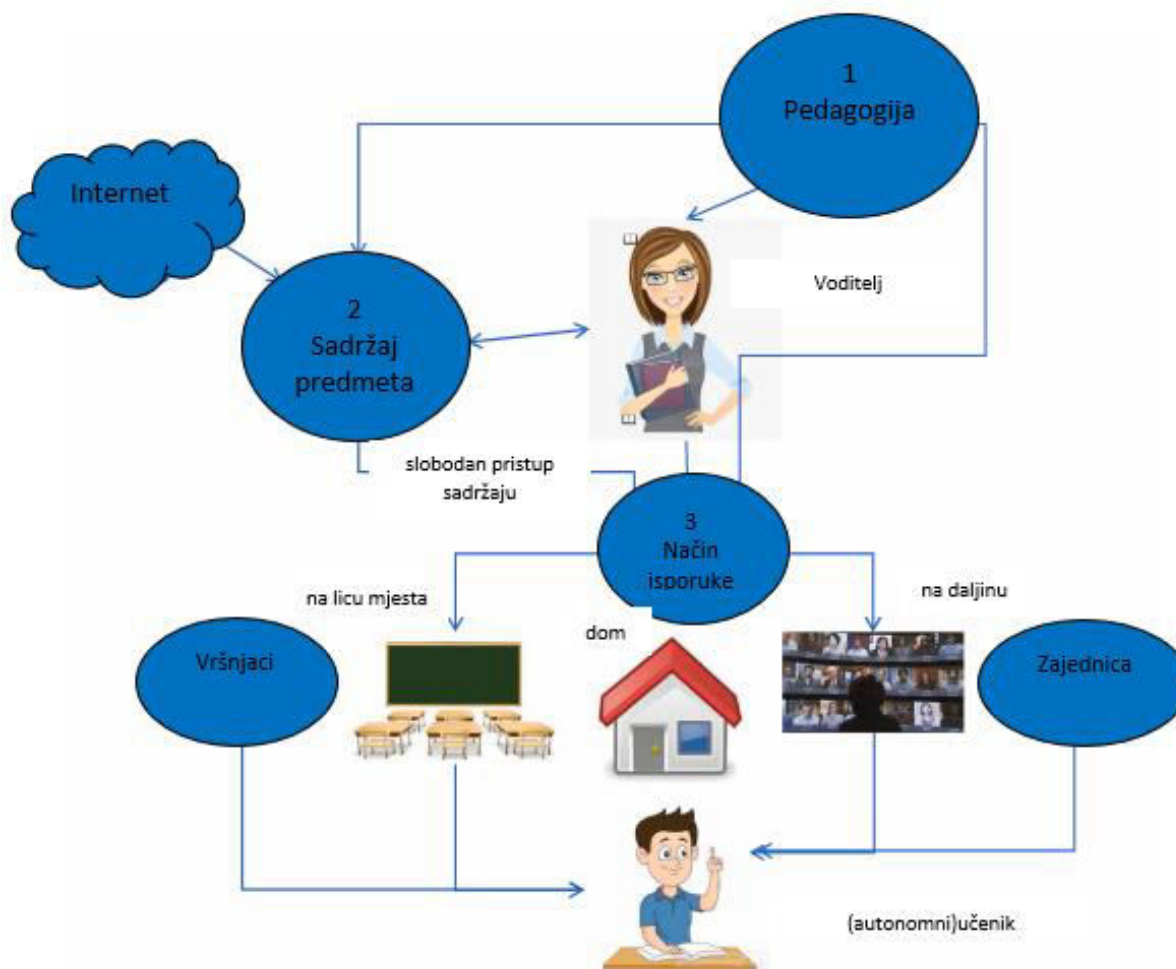 1
Pedagogija
Internet
Voditelj
2
Sadržaj
predmeta
slobodan pristup
sadržaju
3
Način
isporuke
na licu mjesta
na daljinu
dom
Vršnjaci
Zajednica
(autonomni)učenik